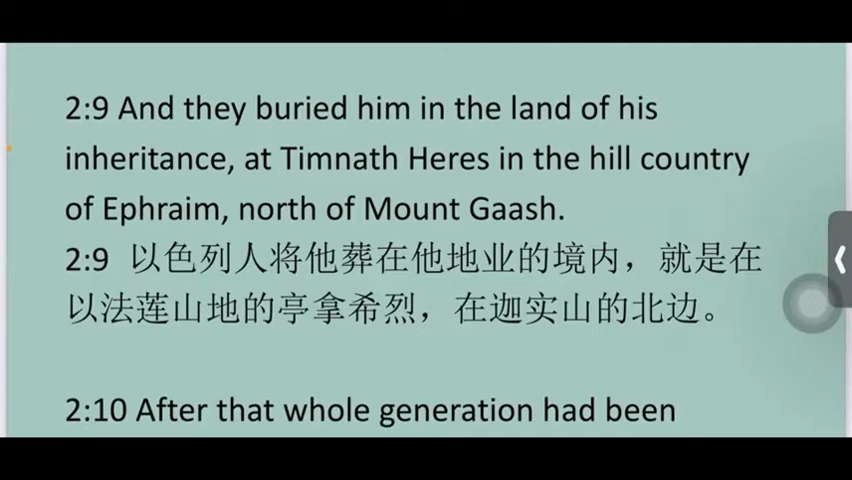 2:9 And they buried him in the land of his
inheritance, at Timnath Heres in the hill country
of Ephraim, north of Mount Gaash.
2:9 以色列人将他葬在他地业的境内，就是在
以法莲山地的亭拿希烈，在迦实山的北边。
2:10 After that whole generation had been